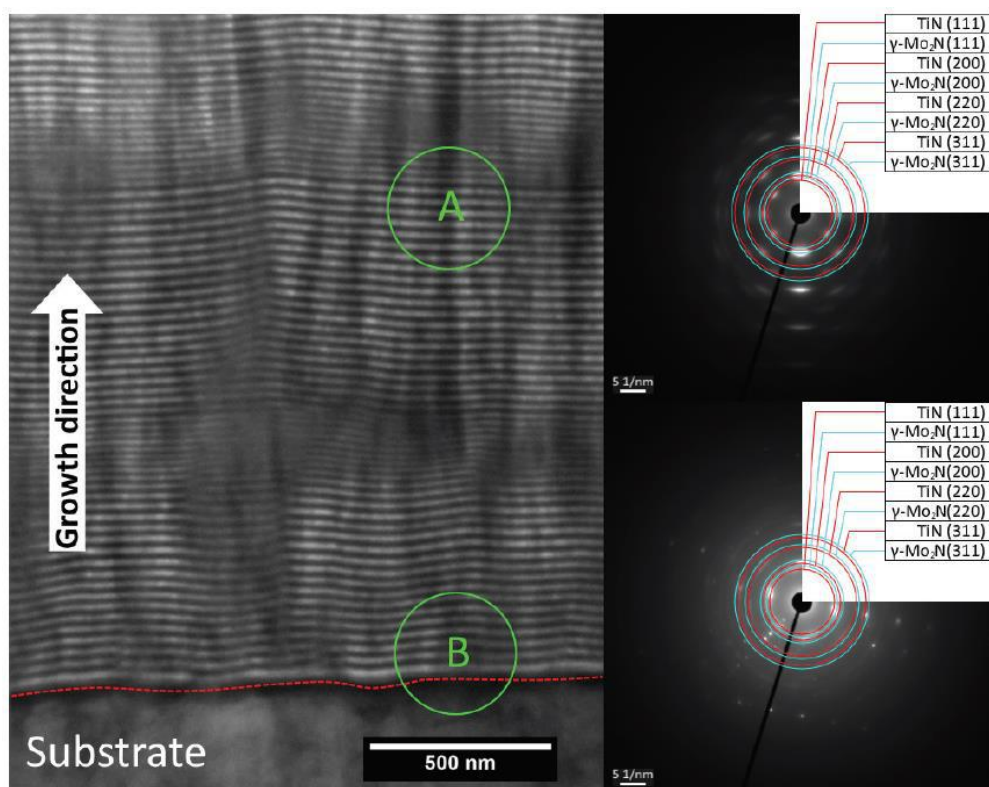 A
B
Growth direction
Substrate
500 nm
TiN (111)
γ-Mo₂N(111)
TiN (200)
γ-Mo₂N(200)
TiN (220)
γ-Mo₂N(220)
TiN (311)
γ-Mo₂N(311)
5 1/nm
TiN (111)
γ-Mo₂N(111)
TiN (200)
γ-Mo₂N(200)
TiN (220)
γ-Mo₂N(220)
TiN (311)
γ-Mo₂N(311)
5 1/nm